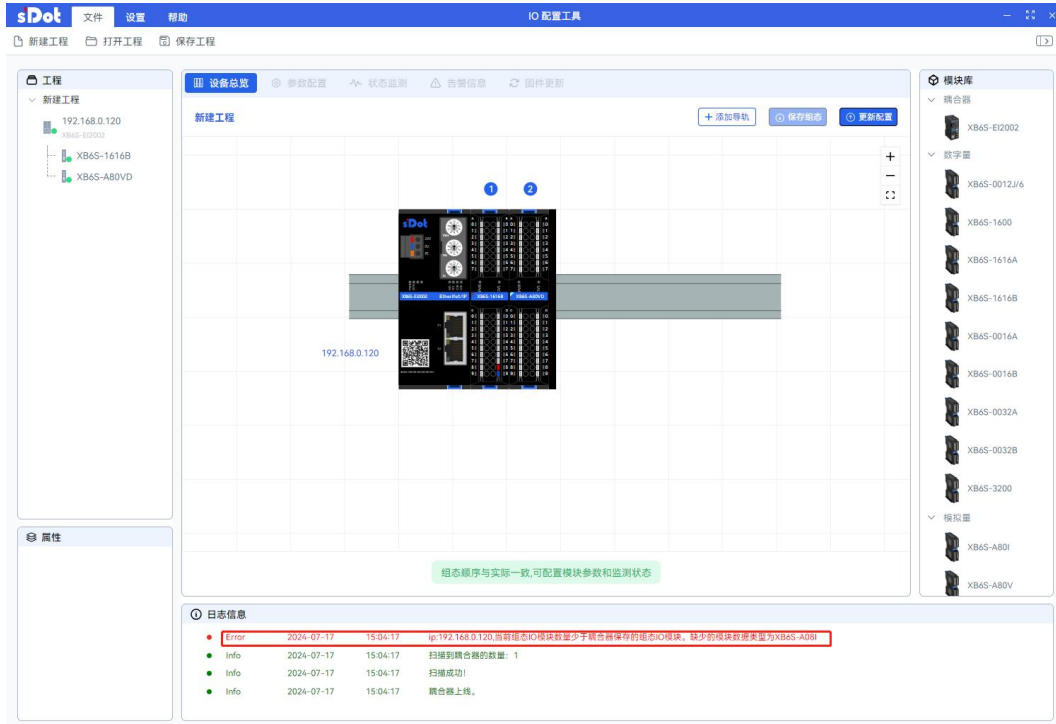 sDot 文件 设置 帮助 IO 配置工具
新建工程 打开工程 保存工程
工程
新建工程
192.168.0.120
XB6S-EI2002
XB6S-1616B
XB6S-A80VD
属性
设备总览 参数配置 状态监测 告警信息 固件更新
新建工程 + 添加导轨 保存组态 更新配置
1 2
sDot
XB6S-EI2002 EtherNet/IP XB6S-1616B XB6S-A80VD
192.168.0.120
组态顺序与实际一致,可配置模块参数和监测状态
模块库
耦合器
XB6S-EI2002
数字量
XB6S-0012J/6
XB6S-1600
XB6S-1616A
XB6S-1616B
XB6S-0016A
XB6S-0016B
XB6S-0032A
XB6S-0032B
XB6S-3200
模拟量
XB6S-A80I
XB6S-A80V
日志信息
Error 2024-07-17 15:04:17 ip:192.168.0.120,当前组态IO模块数量少于耦合器保存的组态IO模块。缺少的模块数据类型为XB6S-A08I
Info 2024-07-17 15:04:17 扫描到耦合器的数量: 1
Info 2024-07-17 15:04:17 扫描成功!
Info 2024-07-17 15:04:17 耦合器上线。